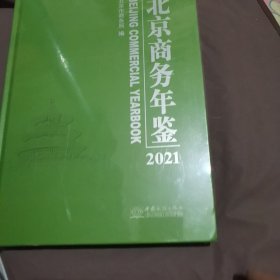 北京商务年鉴
2021
BEIJING COMMERCIAL YEARBOOK